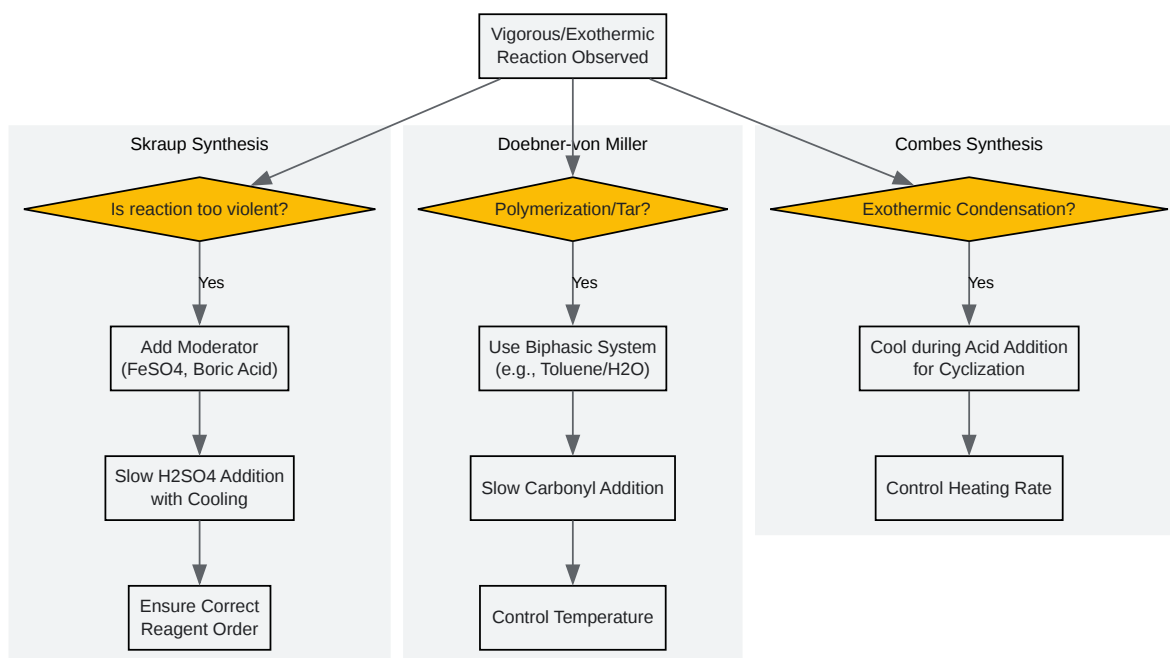 Vigorous/Exothermic
Reaction Observed
Skraup Synthesis
Is reaction too violent?
Yes
Add Moderator
(FeSO4, Boric Acid)
Slow H2SO4 Addition
with Cooling
Ensure Correct
Reagent Order
Doebner-von Miller
Polymerization/Tar?
Yes
Use Biphasic System
(e.g., Toluene/H2O)
Slow Carbonyl Addition
Control Temperature
Combes Synthesis
Exothermic Condensation?
Yes
Cool during Acid Addition
for Cyclization
Control Heating Rate